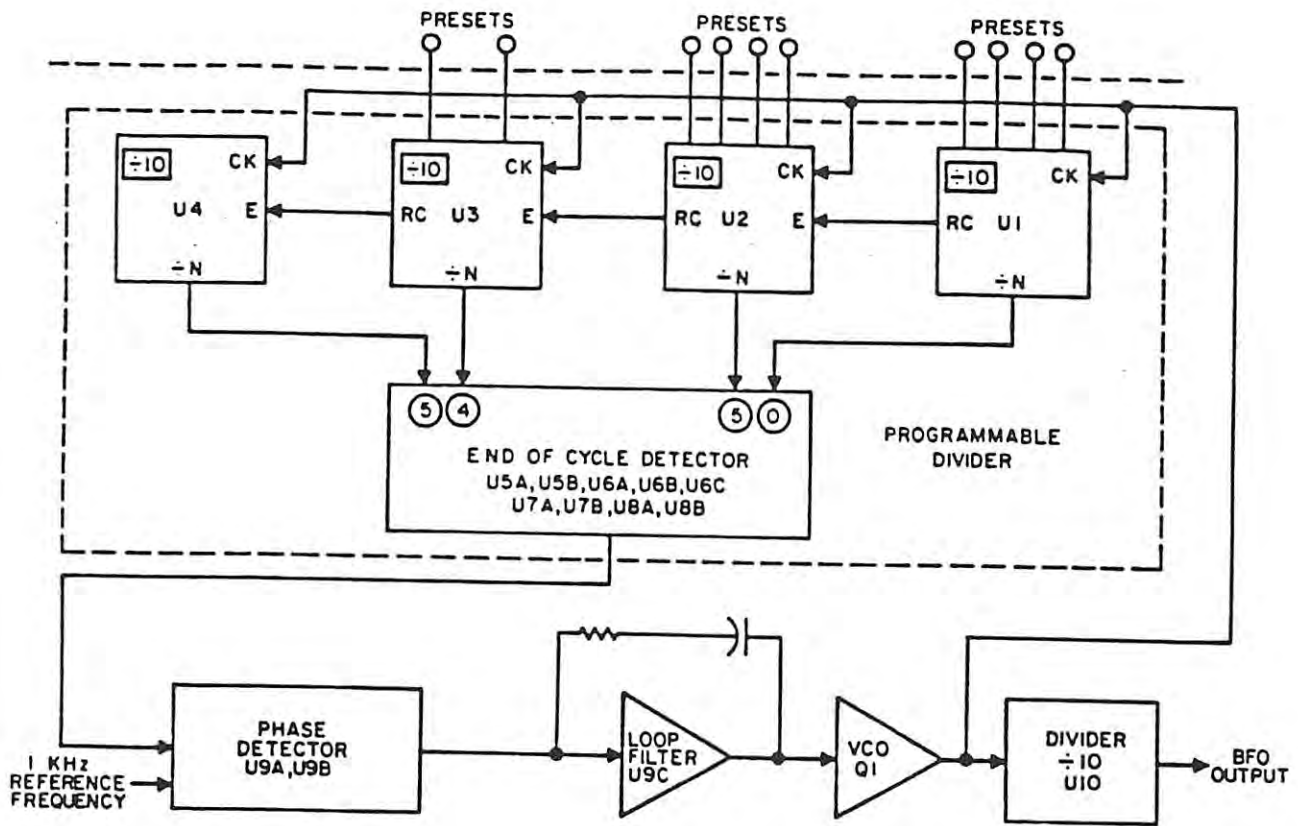 PRESETS
PRESETS
PRESETS
÷10
CK
U4
E
÷N
÷10
CK
RC
U3
E
÷N
÷10
CK
RC
U2
E
÷N
÷10
CK
RC
U1
÷N
5
4
5
0
END OF CYCLE DETECTOR
U5A,U5B,U6A,U6B,U6C
U7A,U7B,U8A,U8B
PROGRAMMABLE
DIVIDER
1 KHz
REFERENCE
FREQUENCY
PHASE
DETECTOR
U9A,U9B
LOOP
FILTER
U9C
VCO
Q1
DIVIDER
÷10
U10
BFO
OUTPUT